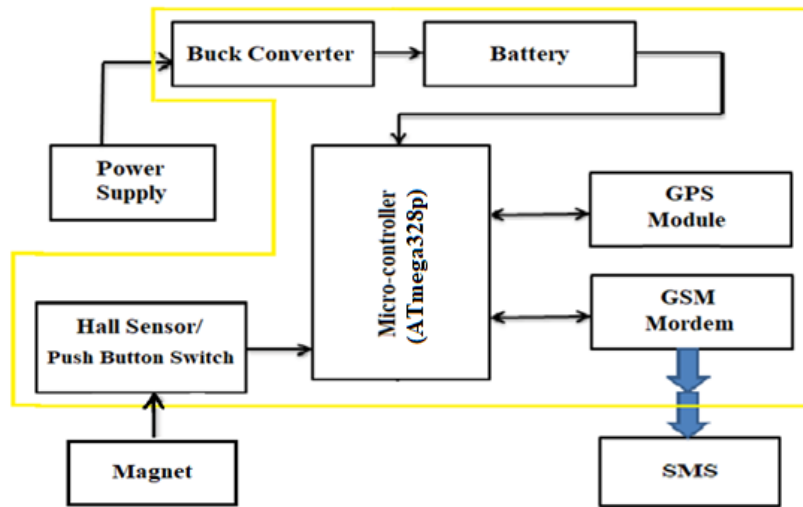 Buck Converter
Battery
Power
Supply
Micro-controller
(ATmega328p)
GPS
Module
GSM
Mordem
Hall Sensor/
Push Button Switch
Magnet
SMS